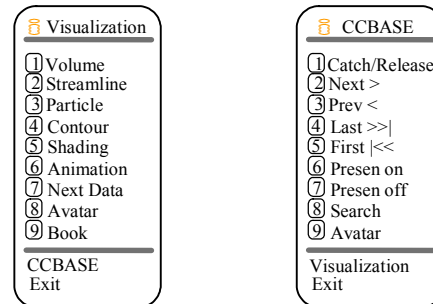 Visualization
1 Volume
2 Streamline
3 Particle
4 Contour
5 Shading
6 Animation
7 Next Data
8 Avatar
9 Book
CCBASE
Exit
CCBASE
1 Catch/Release
2 Next >
3 Prev <
4 Last >>|
5 First |<<
6 Presen on
7 Presen off
8 Search
9 Avatar
Visualization
Exit